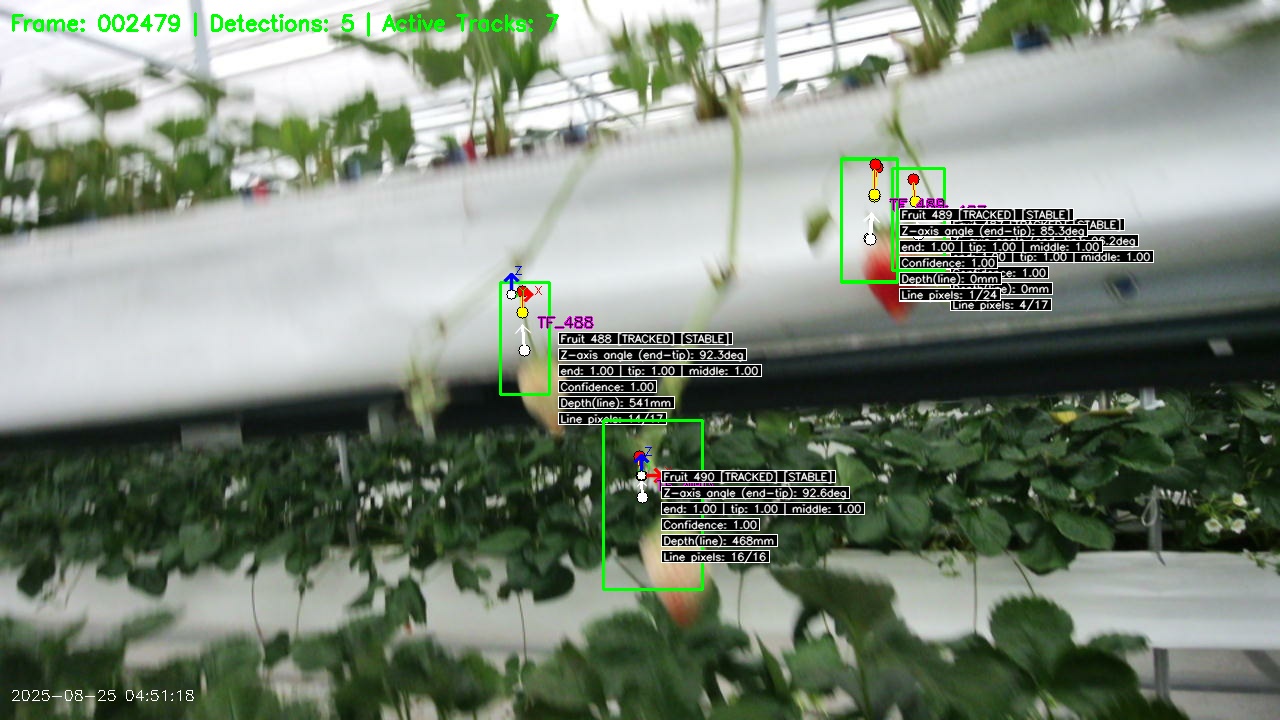 Frame: 002479 | Detections: 5 | Active Tracks: 7
Fruit 489 [TRACKED] [STABLE]
Z-axis angle (end-tip): 85.3deg
end: 1.00 | tip: 1.00 | middle: 1.00
Confidence: 1.00
Depth(line): 0mm
Line pixels: 1/24
Line pixels: 4/17
Z
X
TF_488
Fruit 488 [TRACKED] [STABLE]
Z-axis angle (end-tip): 92.3deg
end: 1.00 | tip: 1.00 | middle: 1.00
Confidence: 1.00
Depth(line): 541mm
Line pixels: 14/17
Z
Fruit 490 [TRACKED] [STABLE]
Z-axis angle (end-tip): 92.6deg
end: 1.00 | tip: 1.00 | middle: 1.00
Confidence: 1.00
Depth(line): 468mm
Line pixels: 16/16
2025-08-25 04:51:18